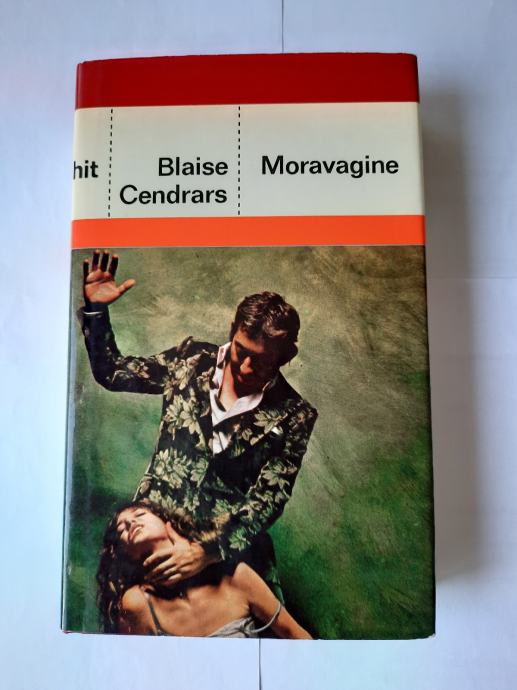 hit
Blaise
Cendrars
Moravagine